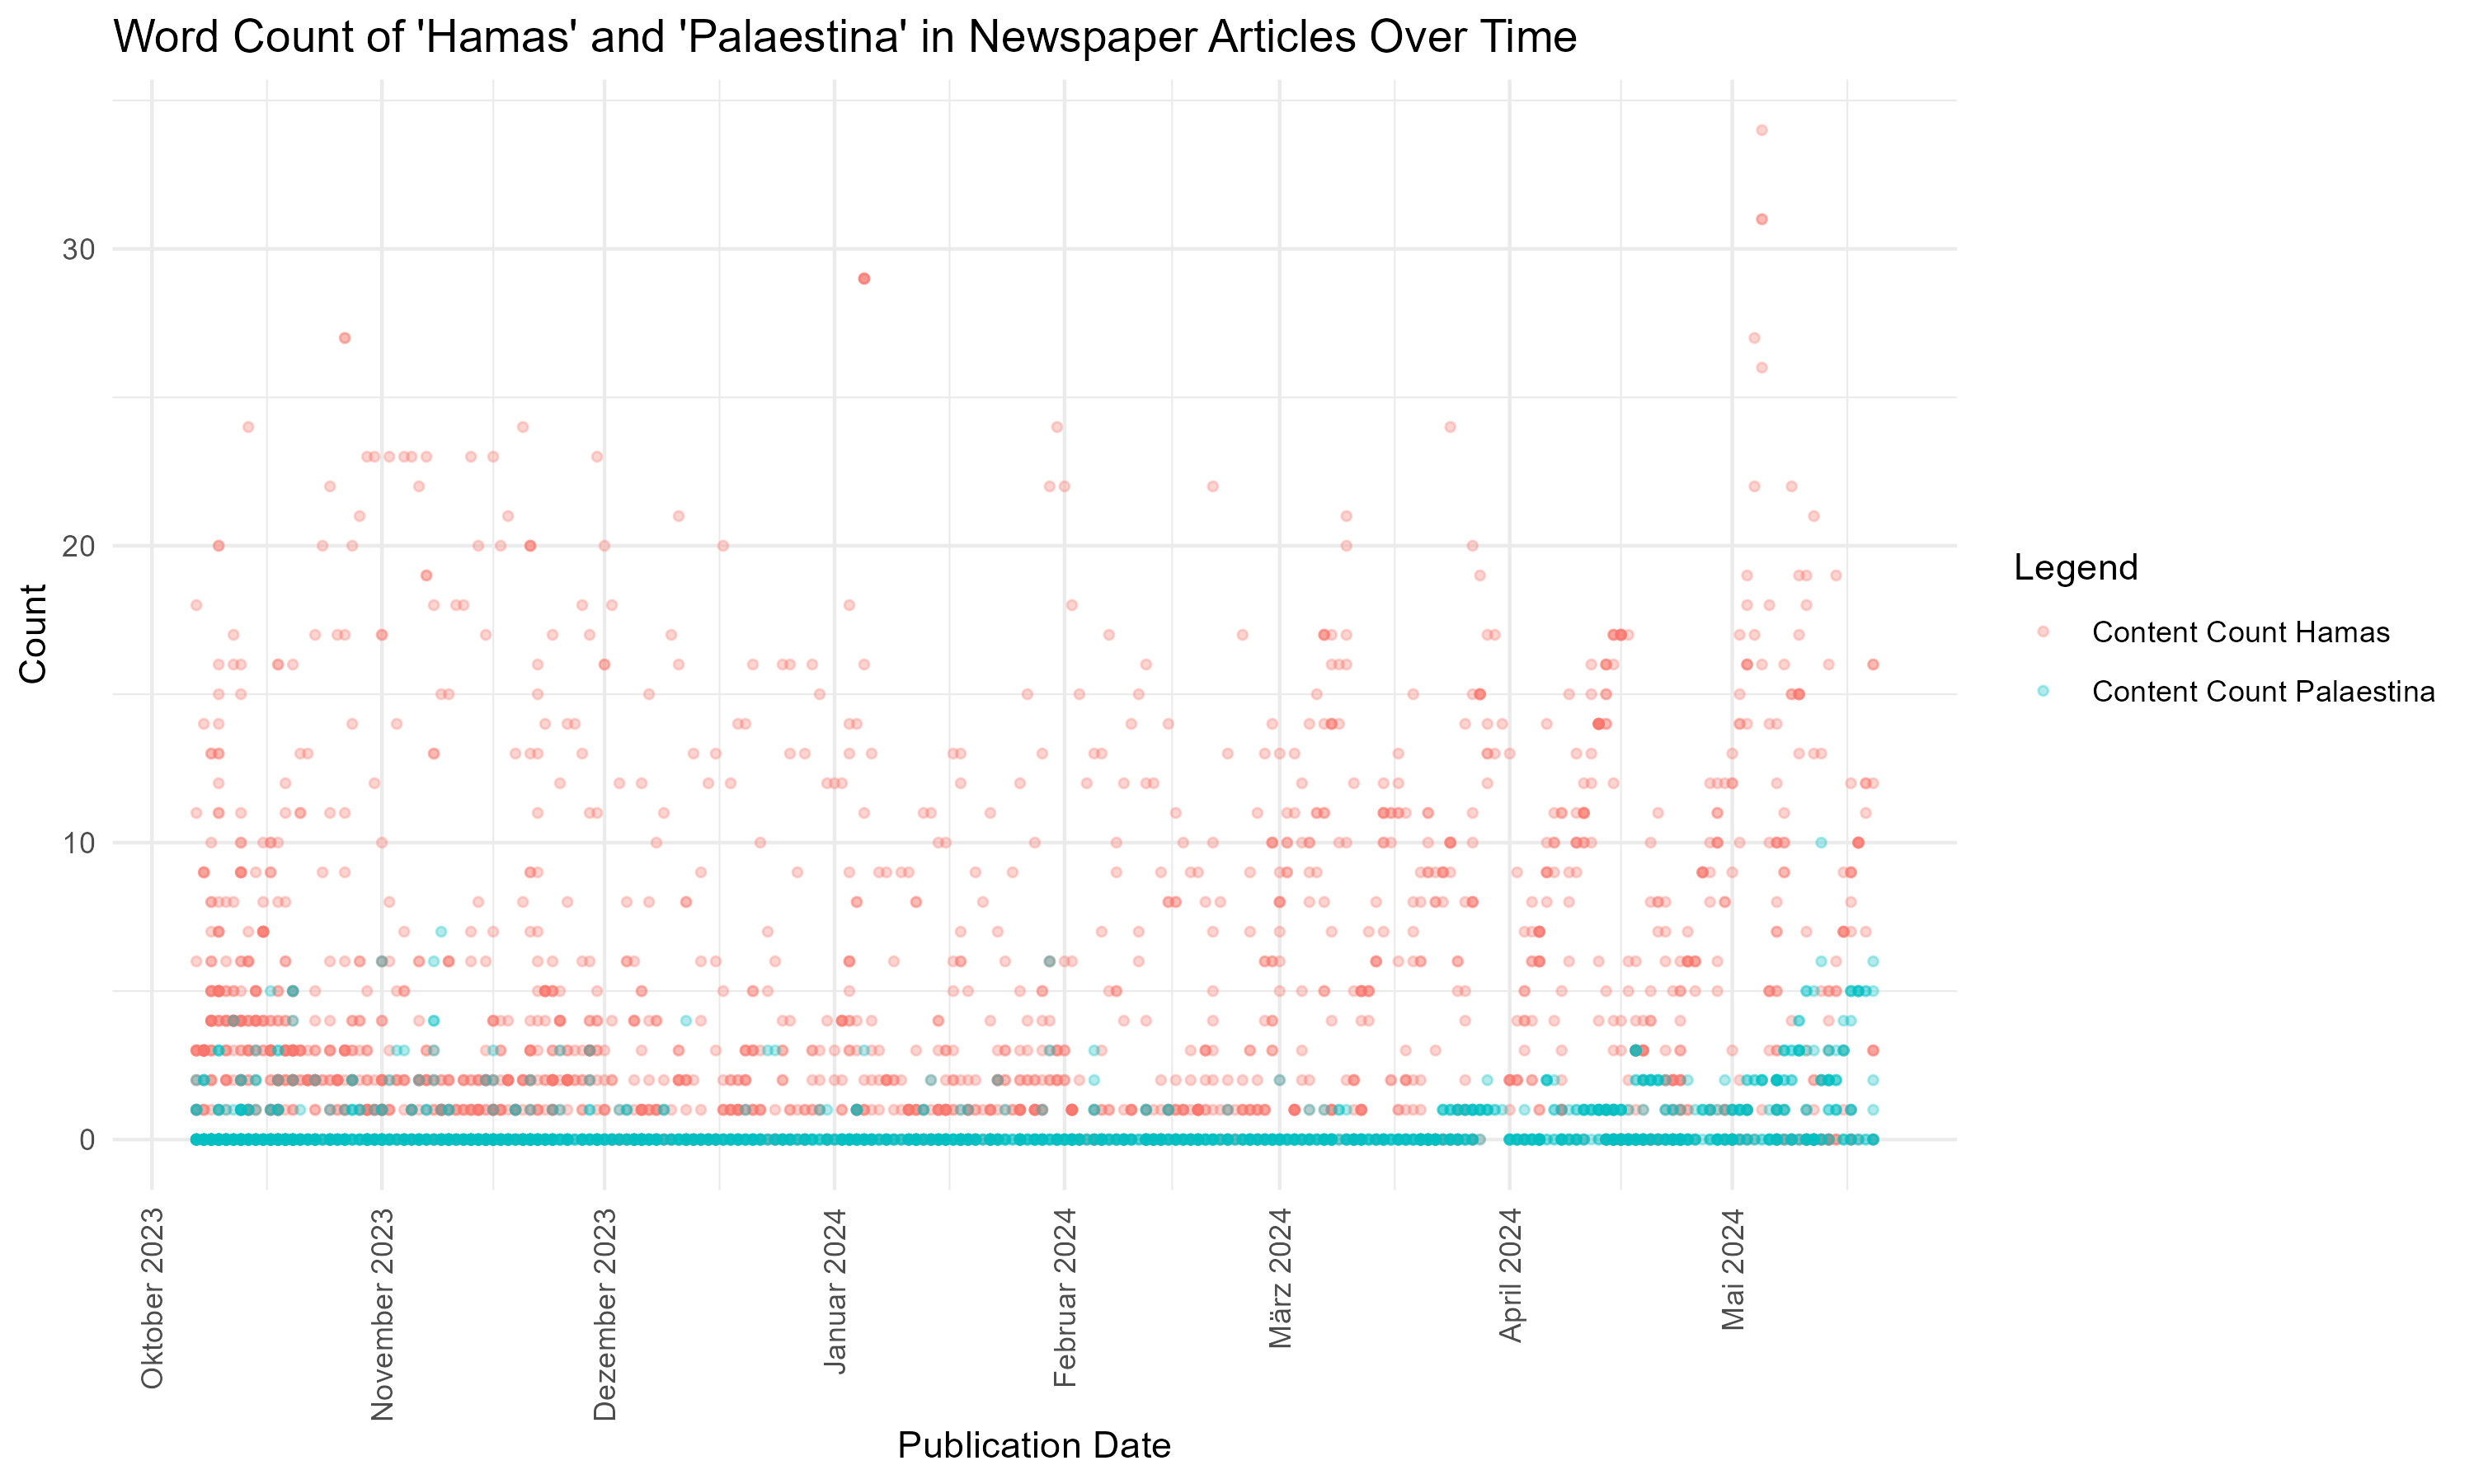 Word Count of 'Hamas' and 'Palaestina' in Newspaper Articles Over Time
Count
30
20
10
0
Oktober 2023
November 2023
Dezember 2023
Januar 2024
Februar 2024
März 2024
April 2024
Mai 2024
Publication Date
Legend
Content Count Hamas
Content Count Palaestina